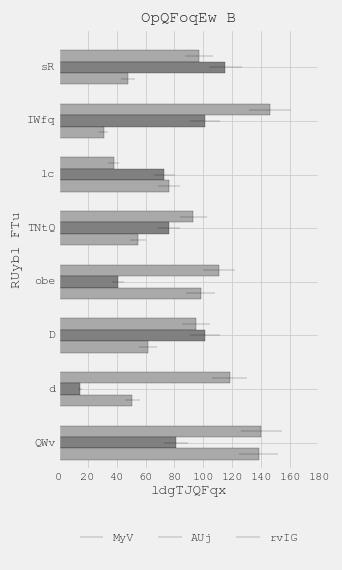 OpQFoqEw B
sR
IWfq
lc
TNtQ
obe
D
d
QWv
RUybl FTu
0 20 40 60 80 100 120 140 160 180
ldgTJQFqx
MyV AUj rvIG